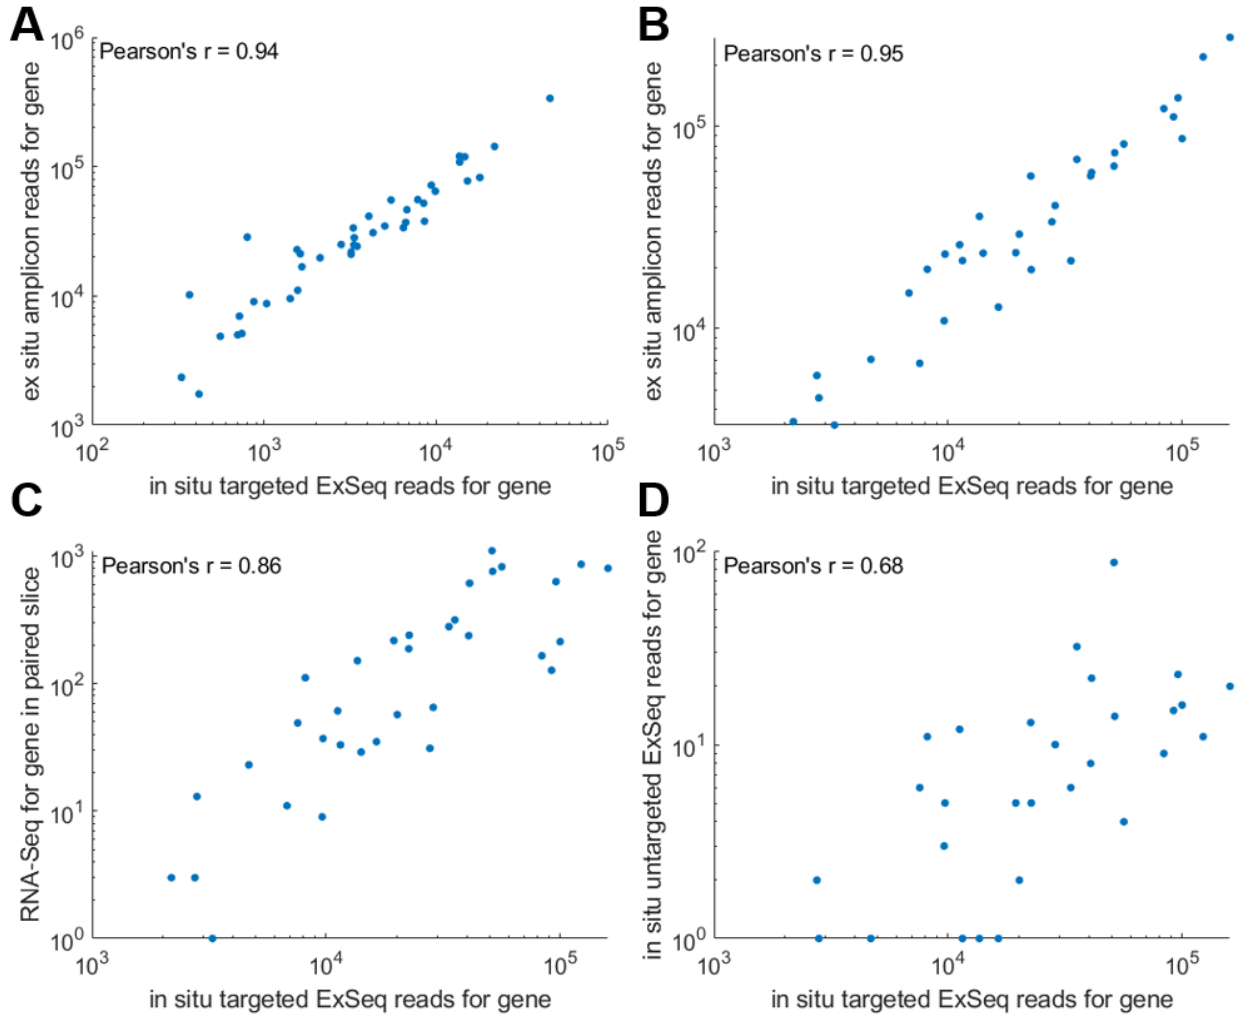 A
B
10^6
Pearson's r = 0.94
Pearson's r = 0.95
ex situ amplicon reads for gene
10^5
10^4
10^3
10^2
10^3
10^4
10^5
in situ targeted ExSeq reads for gene
ex situ amplicon reads for gene
10^5
10^4
10^3
10^4
10^5
in situ targeted ExSeq reads for gene
C
D
Pearson's r = 0.86
RNA-Seq for gene in paired slice
10^3
10^2
10^1
10^0
10^3
10^4
10^5
in situ targeted ExSeq reads for gene
Pearson's r = 0.68
in situ untargeted ExSeq reads for gene
10^2
10^1
10^0
10^3
10^4
10^5
in situ targeted ExSeq reads for gene